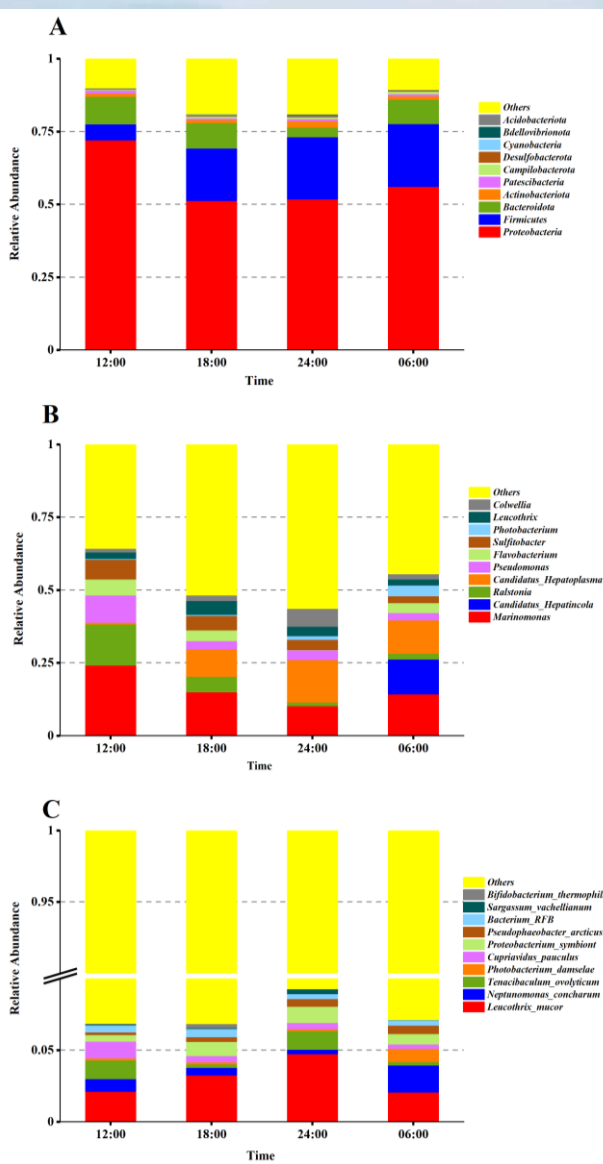 A
1
Others
Acidobacteriota
Bdellovibrionota
0.75
Cyanobacteria
Desulfobacterota
Campilobacterota
Patescibacteria
Relative Abundance
0.5
Actinobacteriota
Bacteroidota
Firmicutes
Proteobacteria
0.25
0
12:00 18:00 24:00 06:00
Time
B
1
Others
Colwellia
0.75
Leucothrix
Photobacterium
Sulfitobacter
Flavobacterium
Relative Abundance
0.5
Pseudomonas
Candidatus_Hepatoplasma
Ralstonia
Candidatus_Hepatincola
Marinomonas
0.25
0
12:00 18:00 24:00 06:00
Time
C
1
Others
0.95
Bifidobacterium_thermophil
Sargassum_vachellianum
Bacterium_RFB
Pseudophaeobacter_arcticus
Relative Abundance
Proteobacterium_symbiont
Cupriavidus_pauculus
Photobacterium_damselae
Tenacibaculum_ovolyticum
Neptunomonas_concharum
Leucothrix_mucor
0.05
0
12:00 18:00 24:00 06:00
Time